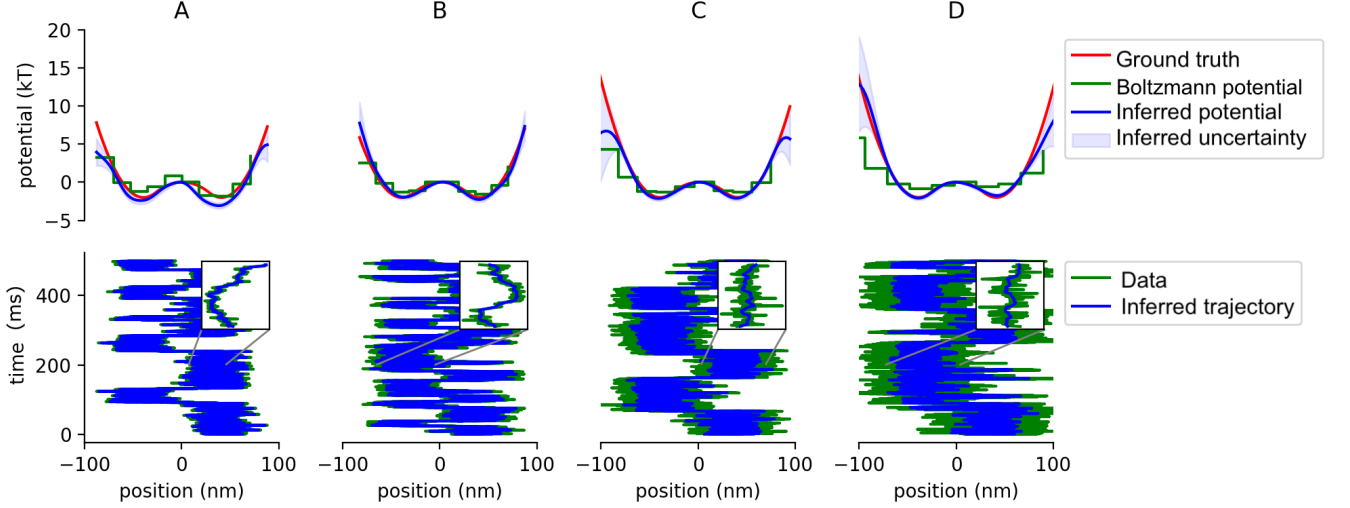 A
B
C
D
20
15
10
5
0
−5
potential (kT)
Ground truth
Boltzmann potential
Inferred potential
Inferred uncertainty
400
200
0
time (ms)
Data
Inferred trajectory
−100 0 100
−100 0 100
−100 0 100
−100 0 100
position (nm)
position (nm)
position (nm)
position (nm)